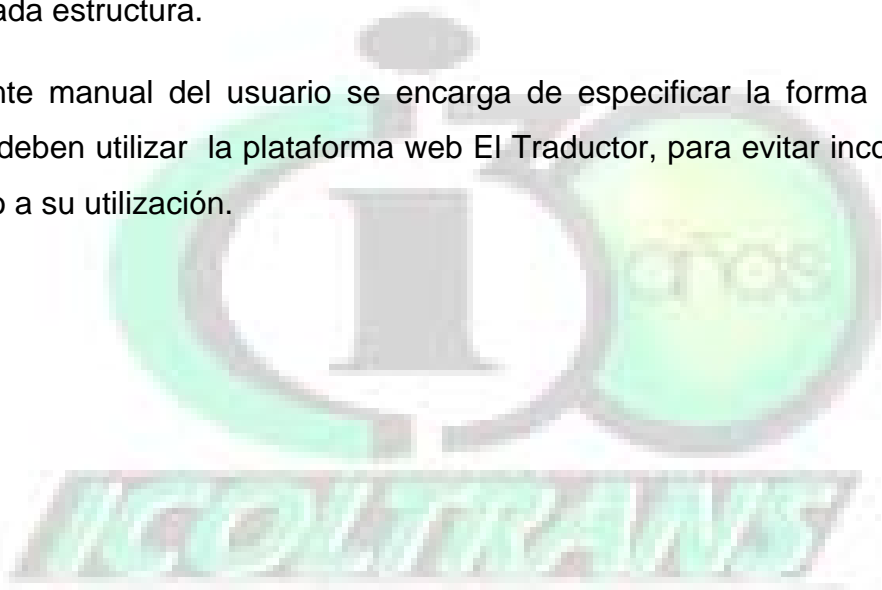 ada estructura.
nte manual del usuario se encarga de especificar la forma
deben utilizar la plataforma web El Traductor, para evitar inco
o a su utilización.
años
ICOLTRANS